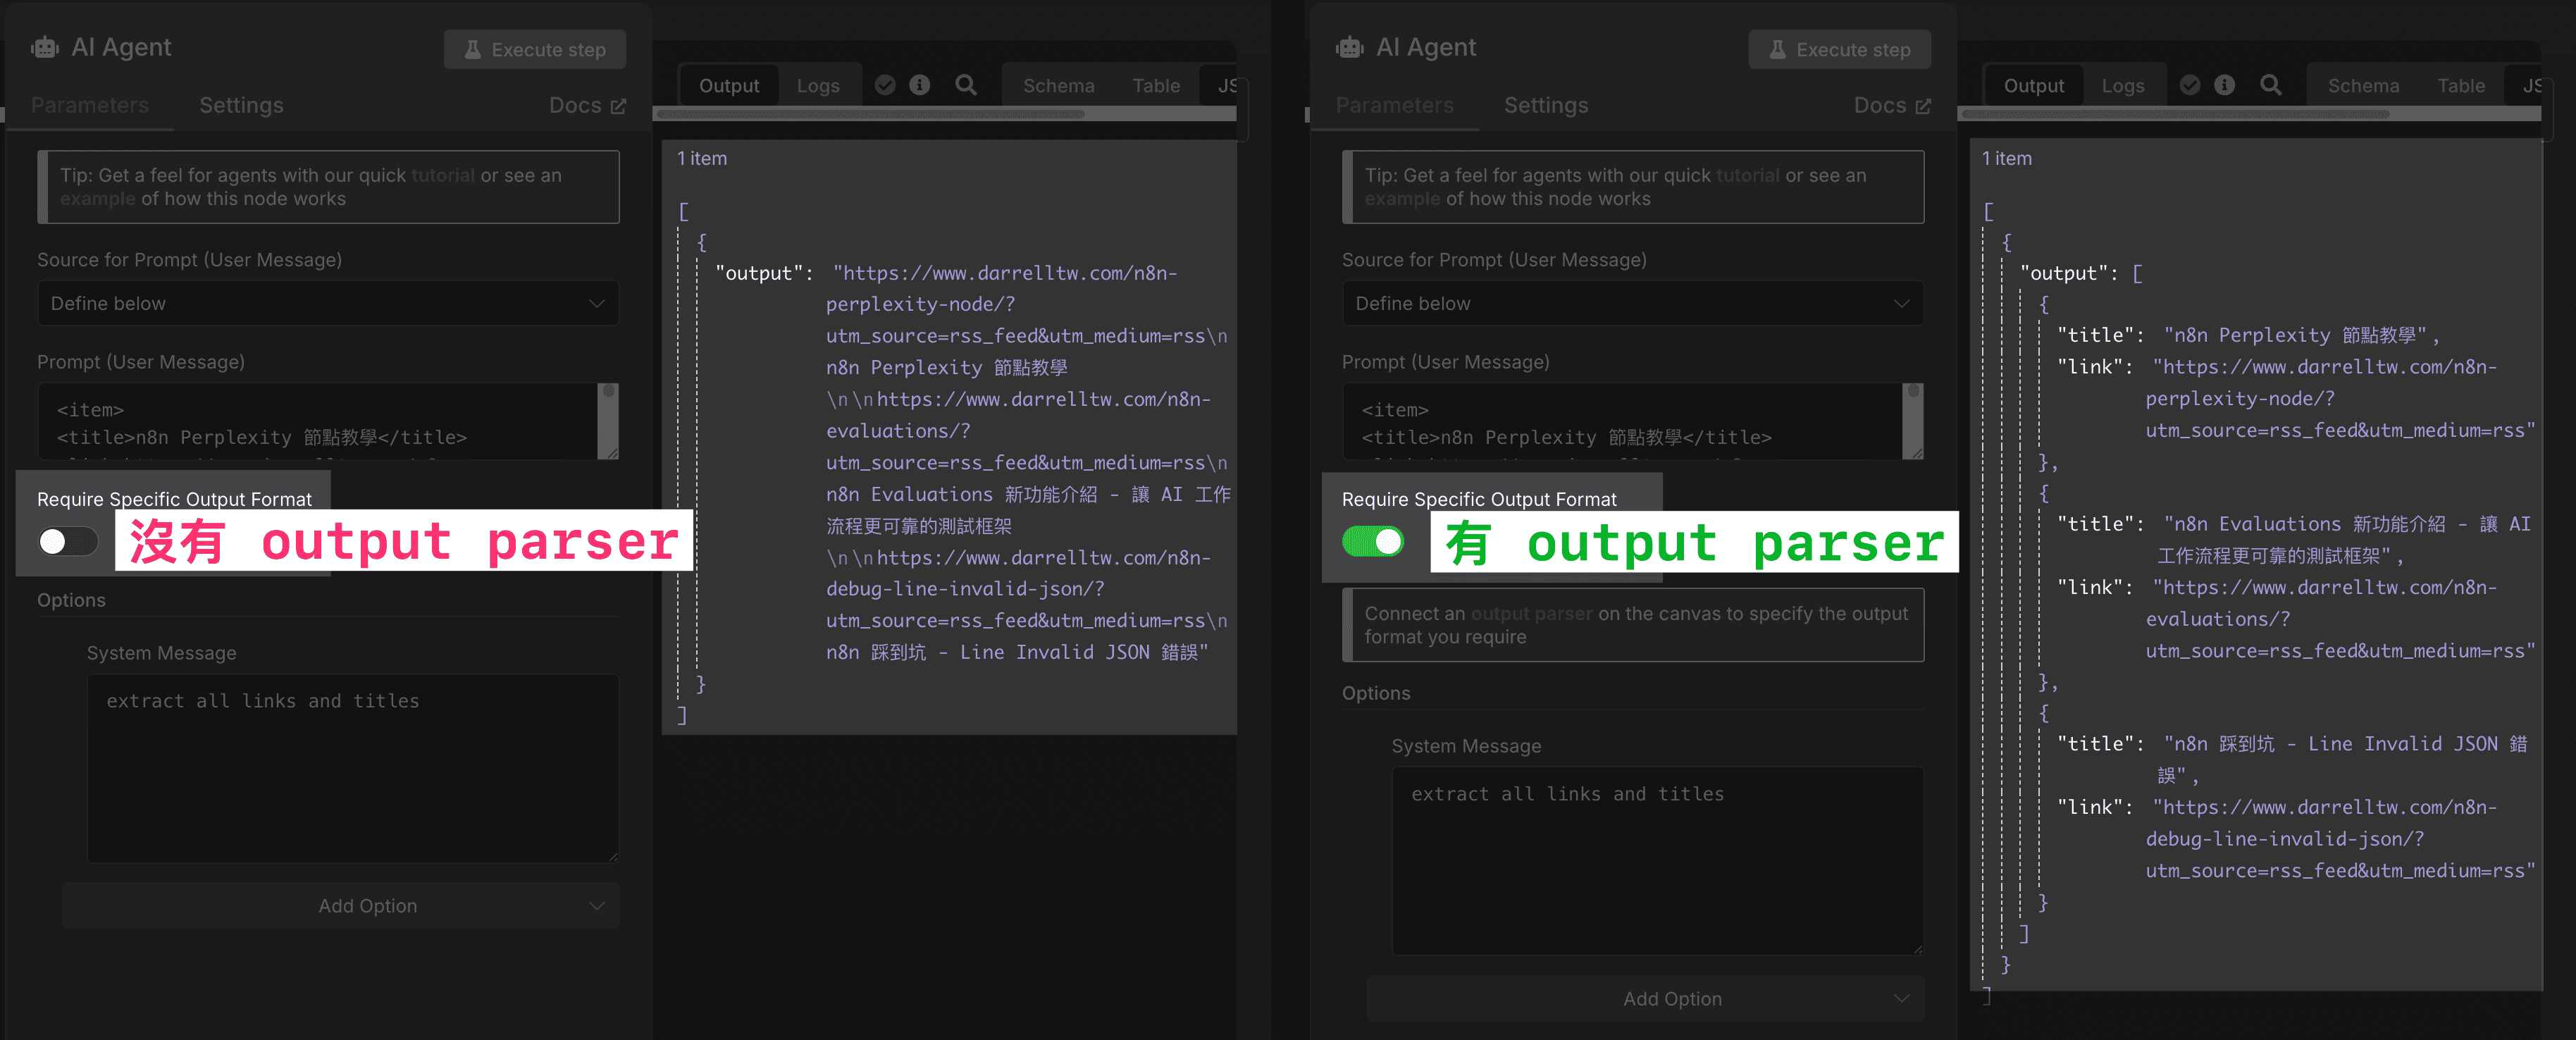 AI Agent
Execute step
Parameters
Settings
Docs
Tip: Get a feel for agents with our quick tutorial or see an
example of how this node works
Source for Prompt (User Message)
Define below
Prompt (User Message)
<item>
<title>n8n Perplexity 節點教學</title>
Require Specific Output Format
沒有 output parser
Options
System Message
extract all links and titles
Add Option
Output
Logs
Schema
Table
JS
1 item
[
{
"output": "https://www.darrelltw.com/n8n-
perplexity-node/?
utm_source=rss_feed&utm_medium=rss\n
n8n Perplexity 節點教學
\n\nhttps://www.darrelltw.com/n8n-
evaluations/?
utm_source=rss_feed&utm_medium=rss\n
n8n Evaluations 新功能介紹 - 讓 AI 工作
流程更可靠的測試框架
\n\nhttps://www.darrelltw.com/n8n-
debug-line-invalid-json/?
utm_source=rss_feed&utm_medium=rss\n
n8n 踩到坑 - Line Invalid JSON 錯誤"
}
]
AI Agent
Execute step
Parameters
Settings
Docs
Tip: Get a feel for agents with our quick tutorial or see an
example of how this node works
Source for Prompt (User Message)
Define below
Prompt (User Message)
<item>
<title>n8n Perplexity 節點教學</title>
Require Specific Output Format
有 output parser
Connect an output parser on the canvas to specify the output
format you require
Options
System Message
extract all links and titles
Add Option
Output
Logs
Schema
Table
JS
1 item
[
{
"output": [
{
"title": "n8n Perplexity 節點教學",
"link": "https://www.darrelltw.com/n8n-
perplexity-node/?
utm_source=rss_feed&utm_medium=rss"
},
{
"title": "n8n Evaluations 新功能介紹 - 讓 AI
工作流程更可靠的測試框架",
"link": "https://www.darrelltw.com/n8n-
evaluations/?
utm_source=rss_feed&utm_medium=rss"
},
{
"title": "n8n 踩到坑 - Line Invalid JSON 錯
誤",
"link": "https://www.darrelltw.com/n8n-
debug-line-invalid-json/?
utm_source=rss_feed&utm_medium=rss"
}
]
}
]